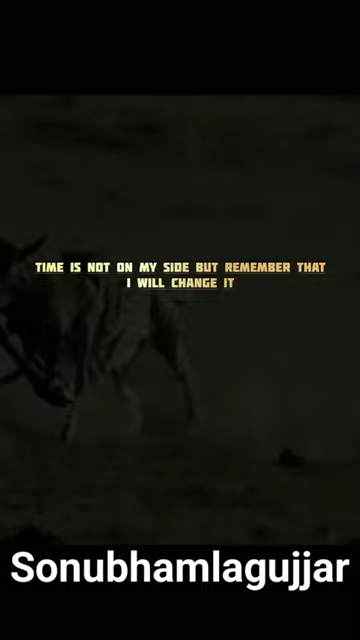 TIME IS NOT ON MY SIDE BUT REMEMBER THAT
I WILL CHANGE IT
Sonubhamlagujjar